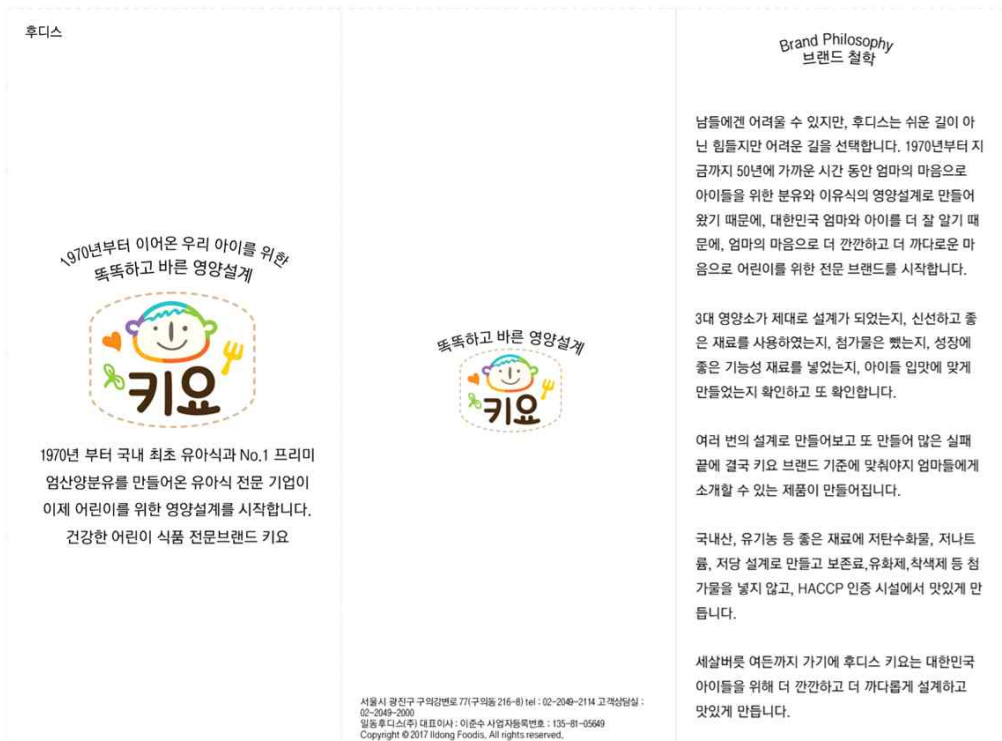 후디스
1970년부터 이어온 우리 아이를 위한
똑똑하고 바른 영양설계
키요
1970년 부터 국내 최초 유아식과 No.1 프리미
엄산양분유를 만들어온 유아식 전문 기업이
이제 어린이를 위한 영양설계를 시작합니다.
건강한 어린이 식품 전문브랜드 키요
똑똑하고 바른 영양설계
키요
서울시 광진구 구의강변로 77(구의동 216-8) tel : 02-2049-2114 고객상담실 :
02-2049-2000
일동후디스(주) 대표이사 : 이준수 사업자등록번호 : 135-81-05649
Copyright © 2017 Ildong Foodis, All rights reserved.
Brand Philosophy
브랜드 철학
남들에겐 어려울 수 있지만, 후디스는 쉬운 길이 아
닌 힘들지만 어려운 길을 선택합니다. 1970년부터 지
금까지 50년에 가까운 시간 동안 엄마의 마음으로
아이들을 위한 분유와 이유식의 영양설계로 만들어
왔기 때문에, 대한민국 엄마와 아이를 더 잘 알기 때
문에, 엄마의 마음으로 더 깐깐하고 더 까다로운 마
음으로 어린이를 위한 전문 브랜드를 시작합니다.
3대 영양소가 제대로 설계가 되었는지, 신선하고 좋
은 재료를 사용하였는지, 첨가물은 뺐는지, 성장에
좋은 기능성 재료를 넣었는지, 아이들 입맛에 맞게
만들었는지 확인하고 또 확인합니다.
여러 번의 설계로 만들어보고 또 만들어 많은 실패
끝에 결국 키요 브랜드 기준에 맞춰야지 엄마들에게
소개할 수 있는 제품이 만들어집니다.
국내산, 유기농 등 좋은 재료에 저탄수화물, 저나트
륨, 저당 설계로 만들고 보존료,유화제,착색제 등 첨
가물을 넣지 않고, HACCP 인증 시설에서 맛있게 만
듭니다.
세살버릇 여든까지 가기에 후디스 키요는 대한민국
아이들을 위해 더 깐깐하고 더 까다롭게 설계하고
맛있게 만듭니다.